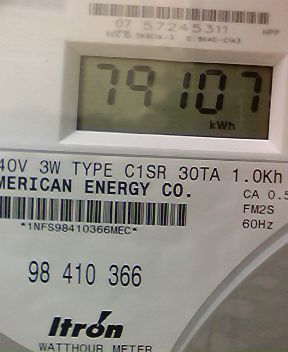 07 57245311
79107
kWh
40V 3W TYPE C1SR 30TA 1.0Kh
MERICAN ENERGY CO.
CA 0.5
FM2S
60Hz
*1NFS98410366MEC*
98 410 366
Itron
WATTHOUR METER